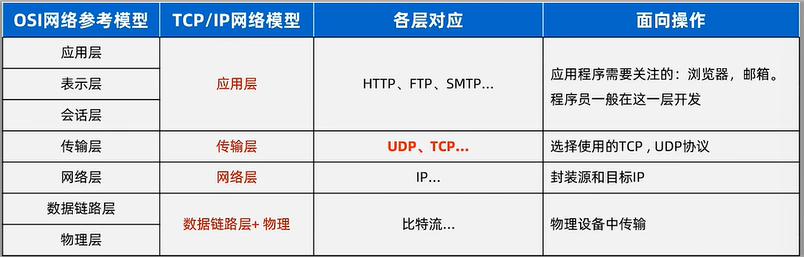 OSI网络参考模型 TCP/IP网络模型 各层对应 面向操作
应用层
表示层
会话层
应用层
HTTP、FTP、SMTP...
应用程序需要关注的：浏览器，邮箱。
程序员一般在这一层开发
传输层 传输层 UDP、TCP... 选择使用的TCP , UDP协议
网络层 网络层 IP... 封装源和目标IP
数据链路层
物理层
数据链路层+ 物理
比特流...
物理设备中传输